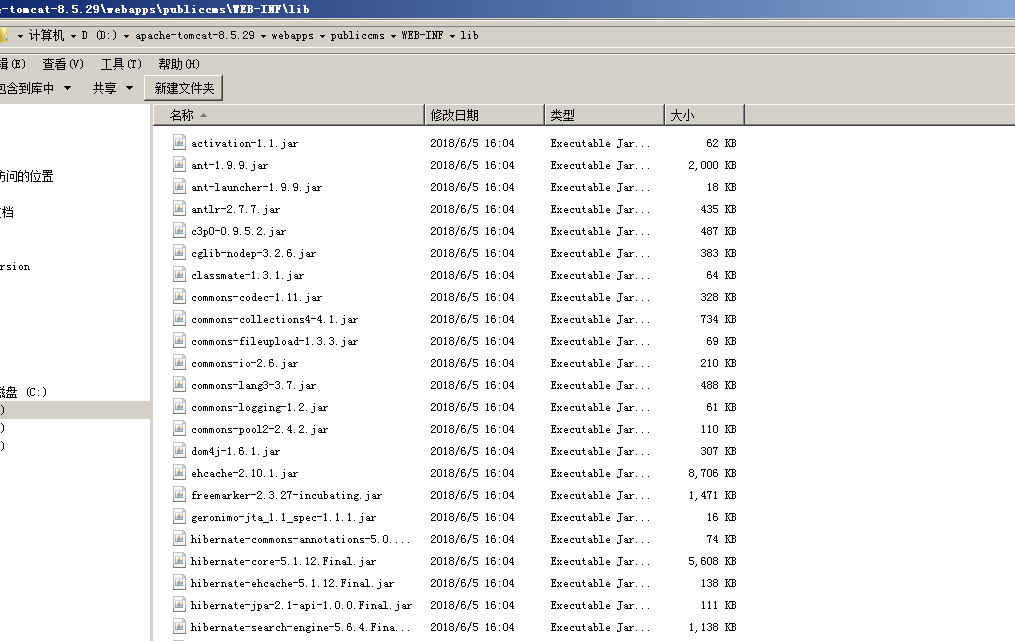 e-tomcat-8.5.29\webapps\publiccms\WEB-INF\lib
计算机 D (D:) apache-tomcat-8.5.29 webapps publiccms WEB-INF lib
辑(E) 查看(V) 工具(T) 帮助(H)
包含到库中 共享 新建文件夹
名称 修改日期 类型 大小
activation-1.1.jar 2018/6/5 16:04 Executable Jar... 62 KB
ant-1.9.9.jar 2018/6/5 16:04 Executable Jar... 2,000 KB
访问的位置
ant-launcher-1.9.9.jar 2018/6/5 16:04 Executable Jar... 18 KB
文档
antlr-2.7.7.jar 2018/6/5 16:04 Executable Jar... 435 KB
c3p0-0.9.5.2.jar 2018/6/5 16:04 Executable Jar... 487 KB
cglib-nodep-3.2.6.jar 2018/6/5 16:04 Executable Jar... 383 KB
rsion
classmate-1.3.1.jar 2018/6/5 16:04 Executable Jar... 64 KB
commons-codec-1.11.jar 2018/6/5 16:04 Executable Jar... 328 KB
commons-collections4-4.1.jar 2018/6/5 16:04 Executable Jar... 734 KB
commons-fileupload-1.3.3.jar 2018/6/5 16:04 Executable Jar... 69 KB
commons-io-2.6.jar 2018/6/5 16:04 Executable Jar... 210 KB
commons-lang3-3.7.jar 2018/6/5 16:04 Executable Jar... 488 KB
磁盘 (C:)
commons-logging-1.2.jar 2018/6/5 16:04 Executable Jar... 61 KB
)
commons-pool2-2.4.2.jar 2018/6/5 16:04 Executable Jar... 110 KB
)
dom4j-1.6.1.jar 2018/6/5 16:04 Executable Jar... 307 KB
)
ehcache-2.10.1.jar 2018/6/5 16:04 Executable Jar... 8,706 KB
freemarker-2.3.27-incubating.jar 2018/6/5 16:04 Executable Jar... 1,471 KB
geronimo-jta_1.1_spec-1.1.1.jar 2018/6/5 16:04 Executable Jar... 16 KB
hibernate-commons-annotations-5.0.... 2018/6/5 16:04 Executable Jar... 74 KB
hibernate-core-5.1.12.Final.jar 2018/6/5 16:04 Executable Jar... 5,608 KB
hibernate-ehcache-5.1.12.Final.jar 2018/6/5 16:04 Executable Jar... 138 KB
hibernate-jpa-2.1-api-1.0.0.Final.jar 2018/6/5 16:04 Executable Jar... 111 KB
hibernate-search-engine-5.6.4.Fina... 2018/6/5 16:04 Executable Jar... 1,138 KB